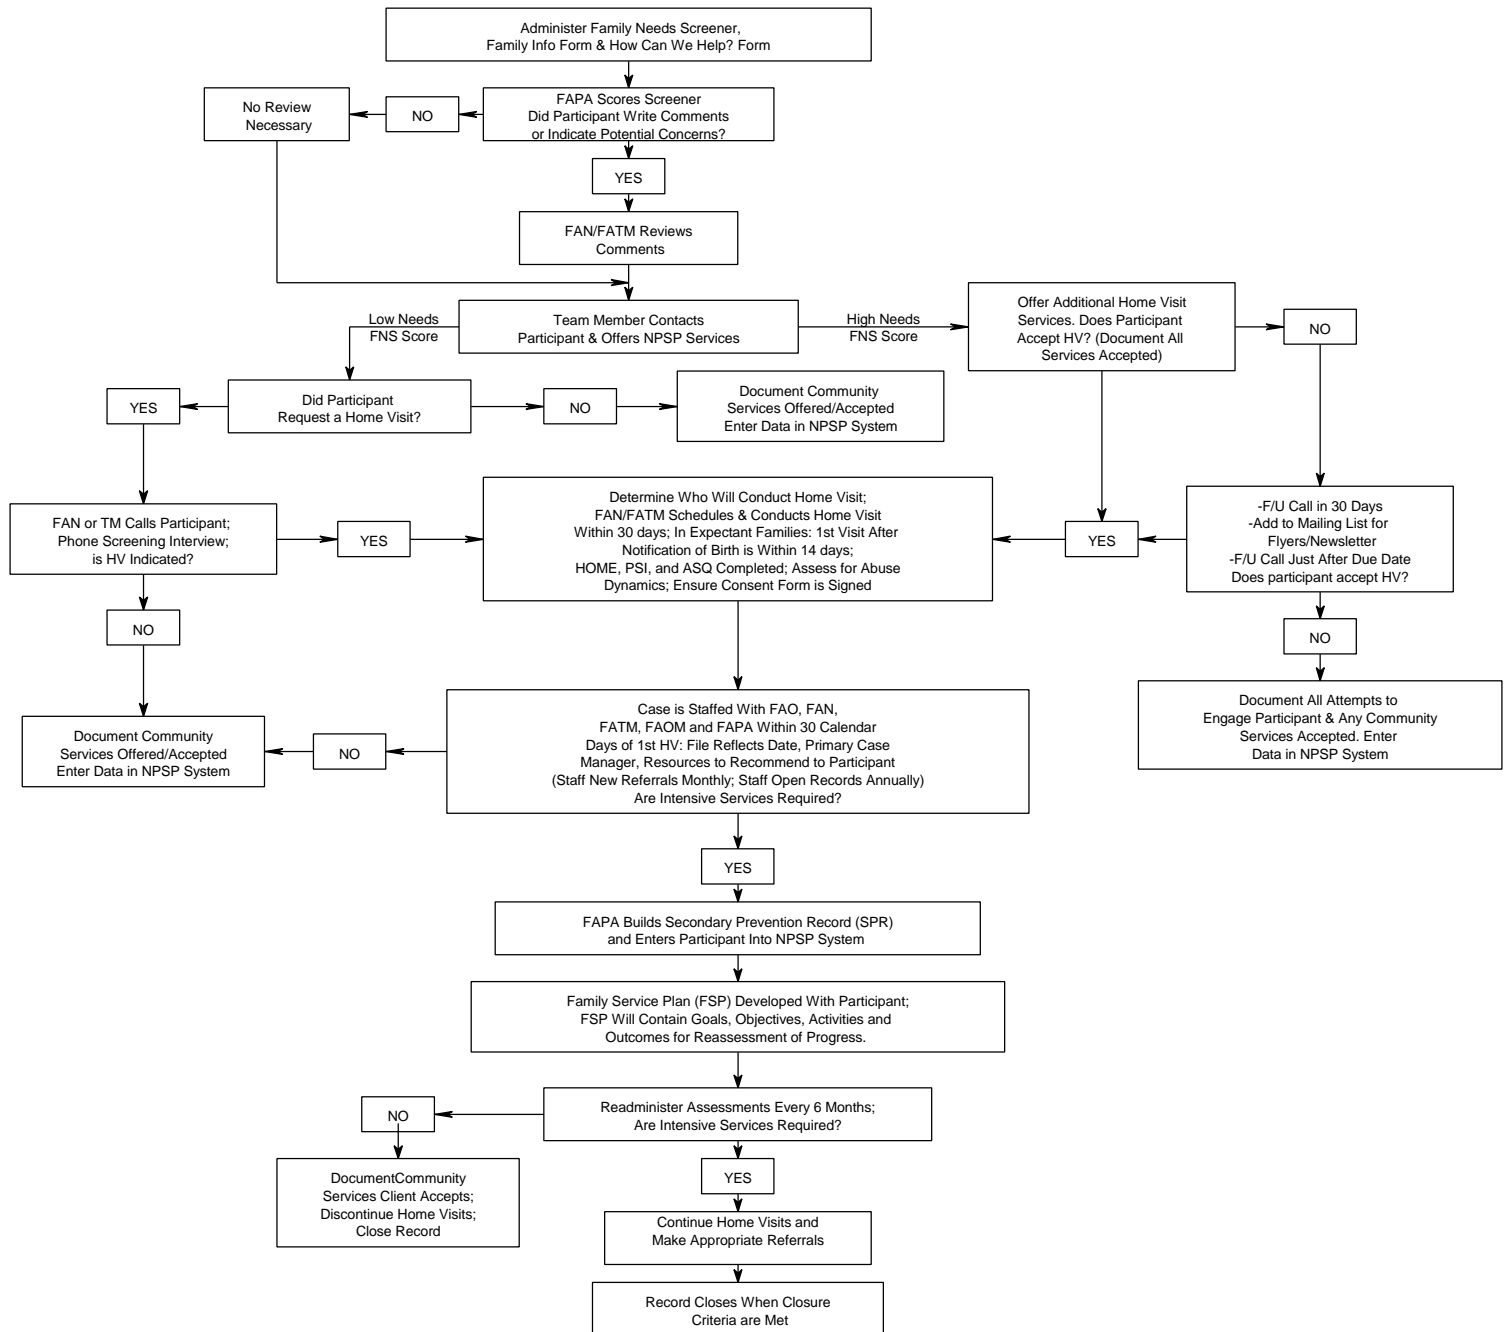 Administer Family Needs Screener,
Family Info Form & How Can We Help? Form
No Review
Necessary
NO
FAPA Scores Screener
Did Participant Write Comments
or Indicate Potential Concerns?
YES
FAN/FATM Reviews
Comments
Low Needs
FNS Score
Team Member Contacts
Participant & Offers NPSP Services
High Needs
FNS Score
Offer Additional Home Visit
Services. Does Participant
Accept HV? (Document All
Services Accepted)
NO
YES
Did Participant
Request a Home Visit?
NO
Document Community
Services Offered/Accepted
Enter Data in NPSP System
FAN or TM Calls Participant;
Phone Screening Interview;
is HV Indicated?
YES
Determine Who Will Conduct Home Visit;
FAN/FATM Schedules & Conducts Home Visit
Within 30 days; In Expectant Families: 1st Visit After
Notification of Birth is Within 14 days;
HOME, PSI, and ASQ Completed; Assess for Abuse
Dynamics; Ensure Consent Form is Signed
YES
-F/U Call in 30 Days
-Add to Mailing List for
Flyers/Newsletter
-F/U Call Just After Due Date
Does participant accept HV?
NO
NO
Document All Attempts to
Engage Participant & Any Community
Services Accepted. Enter
Data in NPSP System
Document Community
Services Offered/Accepted
Enter Data in NPSP System
NO
Case is Staffed With FAO, FAN,
FATM, FAOM and FAPA Within 30 Calendar
Days of 1st HV: File Reflects Date, Primary Case
Manager, Resources to Recommend to Participant
(Staff New Referrals Monthly; Staff Open Records Annually)
Are Intensive Services Required?
YES
FAPA Builds Secondary Prevention Record (SPR)
and Enters Participant Into NPSP System
Family Service Plan (FSP) Developed With Participant;
FSP Will Contain Goals, Objectives, Activities and
Outcomes for Reassessment of Progress.
NO
Readminister Assessments Every 6 Months;
Are Intensive Services Required?
DocumentCommunity
Services Client Accepts;
Discontinue Home Visits;
Close Record
YES
Continue Home Visits and
Make Appropriate Referrals
Record Closes When Closure
Criteria are Met